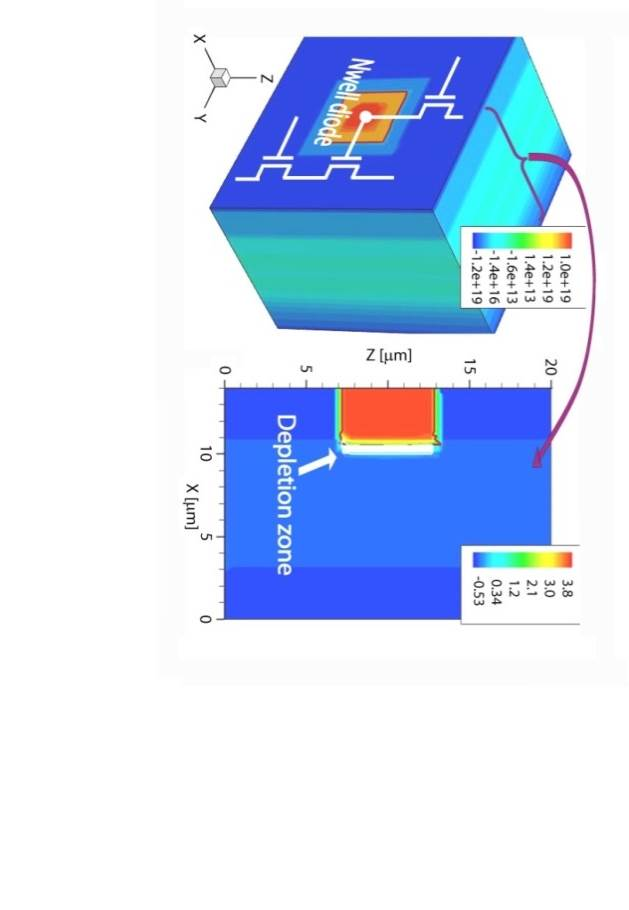 Nwell diode
X
Y
Z
1.0e+19
1.2e+19
1.4e+13
-1.6e+13
-1.4e+16
-1.2e+19
Z [μm]
0
5
15
20
Depletion zone
10
5
0
X [μm]
3.8
3.0
2.1
1.2
0.34
-0.53